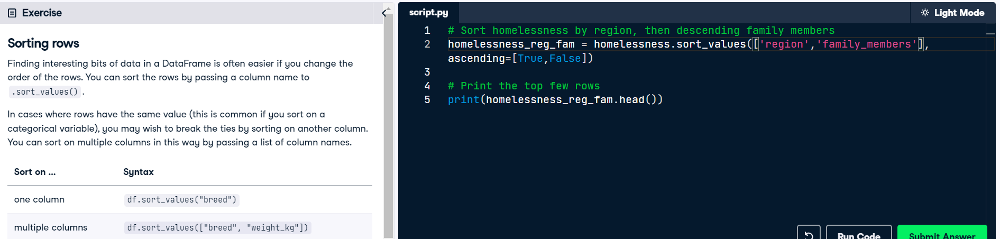 Exercise
Sorting rows
Finding interesting bits of data in a DataFrame is often easier if you change the
order of the rows. You can sort the rows by passing a column name to
.sort_values() .
In cases where rows have the same value (this is common if you sort on a
categorical variable), you may wish to break the ties by sorting on another column.
You can sort on multiple columns in this way by passing a list of column names.
Sort on ... Syntax
one column df.sort_values("breed")
multiple columns df.sort_values(["breed", "weight_kg"])
script.py
Light Mode
1 # Sort homelessness by region, then descending family members
2 homelessness_reg_fam = homelessness.sort_values(['region','family_members'],
ascending=[True,False])
3
4 # Print the top few rows
5 print(homelessness_reg_fam.head())
Run Code
Submit Answer